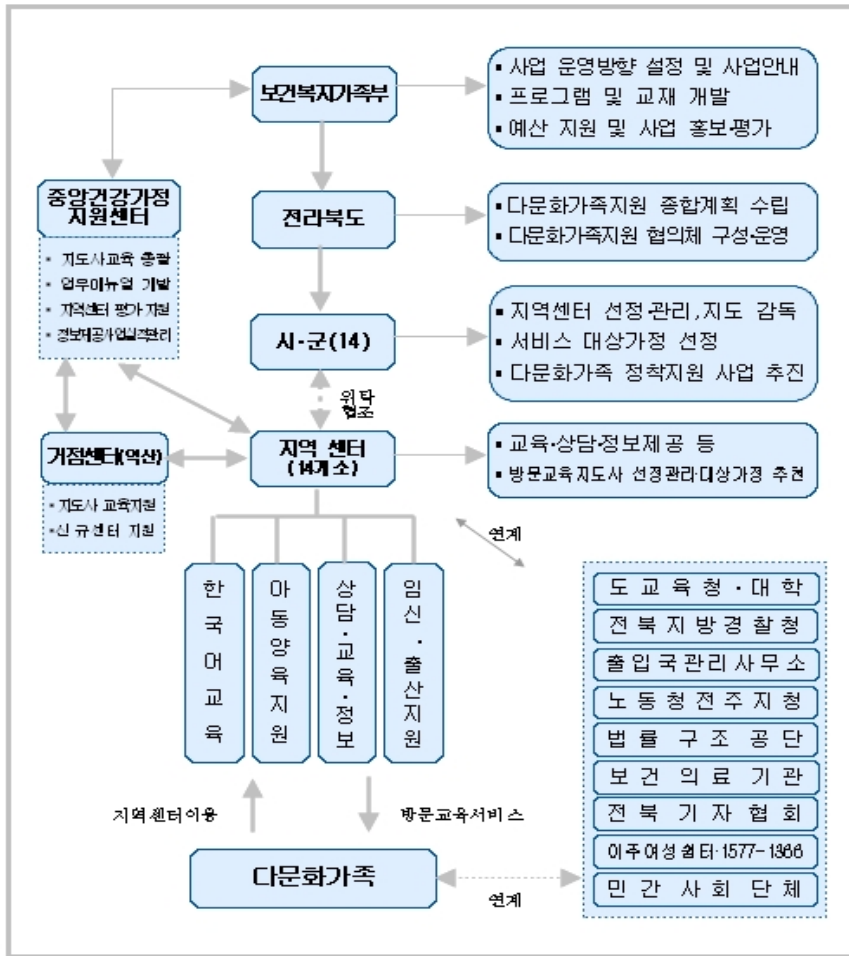 보건복지가족부
▪ 사업 운영방향 설정 및 사업안내
▪ 프로그램 및 교재 개발
▪ 예산 지원 및 사업 홍보·평가
중앙건강가정
지원센터
▪ 지도사교육 총괄
▪ 업무매뉴얼 개발
▪ 지역센터 평가 지원
▪ 정보제공사업실적관리
전라북도
▪ 다문화가족지원 종합계획 수립
▪ 다문화가족지원 협의체 구성·운영
시·군(14)
▪ 지역센터 선정·관리,지도 감독
▪ 서비스 대상가정 선정
▪ 다문화가족 정착지원 사업 추진
위탁
협조
거점센터(익산)
▪ 지도사 교육지원
▪ 신규센터 지원
지역 센터
(14개소)
▪ 교육·상담·정보제공 등
▪ 방문교육지도사 선정관리·대상가정 추천
연계
한국어교육
아동양육지원
상담·교육·정보
임신·출산지원
도교육청·대학
전북지방경찰청
출입국관리사무소
노동청전주지청
법률구조공단
보건의료기관
전북기자협회
이주여성쉼터·1577-1366
민간사회단체
지역센터이용
방문교육서비스
다문화가족
연계